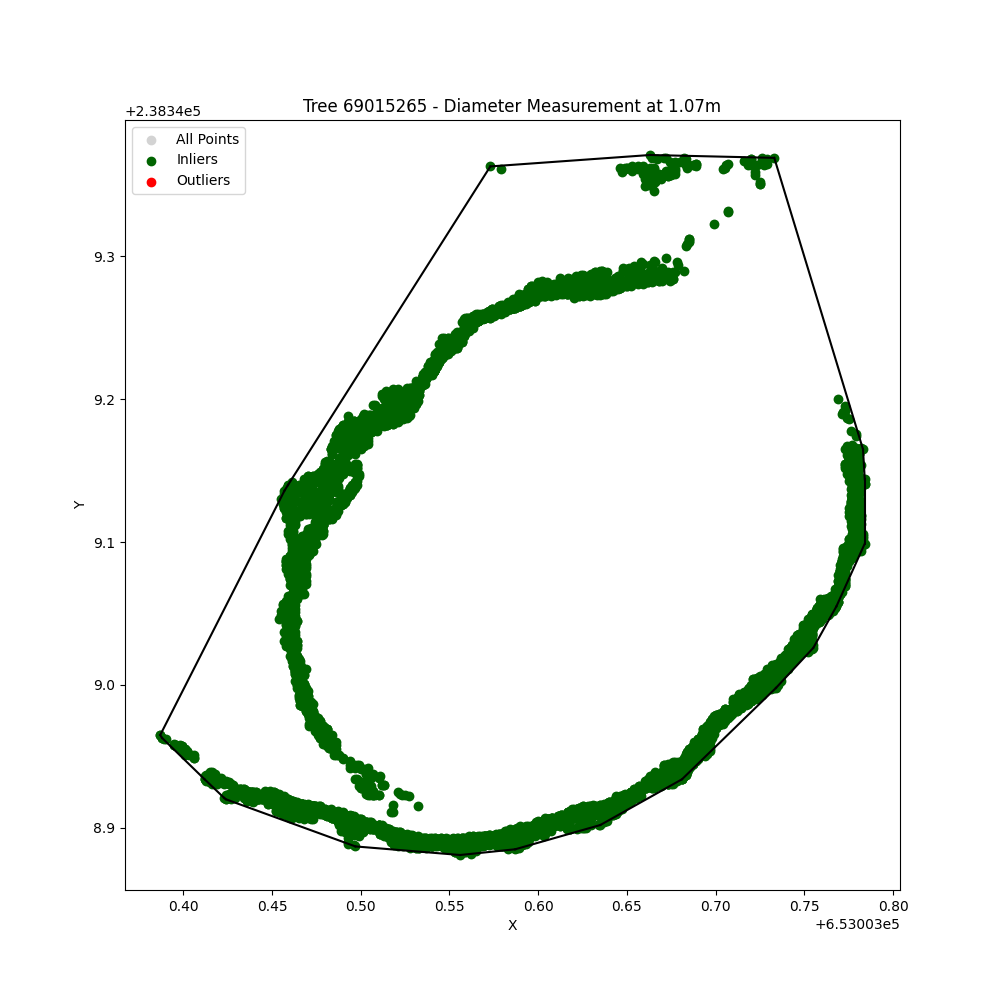 Tree 69015265 - Diameter Measurement at 1.07m
+2.3834e5
All Points
Inliers
Outliers
9.3
9.2
9.1
9.0
8.9
Y
0.40 0.45 0.50 0.55 0.60 0.65 0.70 0.75 0.80
X
+6.53003e5